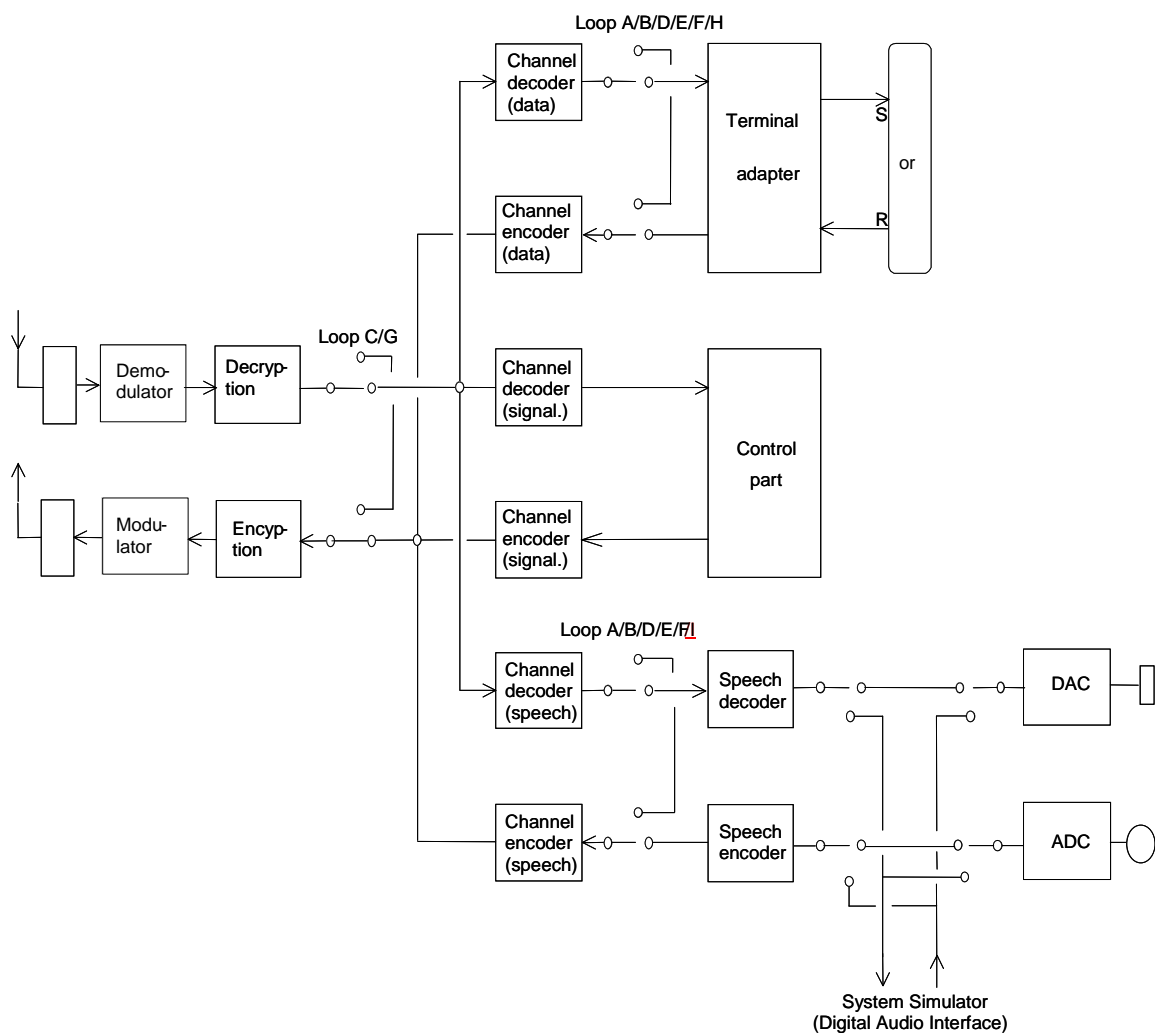 Loop A/B/D/E/F/H
Channel
decoder
(data)
Terminal
adapter
S
or
R
Channel
encoder
(data)
Loop C/G
Demo-
dulator
Decryp-
tion
Channel
decoder
(signal.)
Control
part
Modu-
lator
Encyp-
tion
Channel
encoder
(signal.)
Loop A/B/D/E/F/I
Channel
decoder
(speech)
Speech
decoder
DAC
Channel
encoder
(speech)
Speech
encoder
ADC
System Simulator
(Digital Audio Interface)